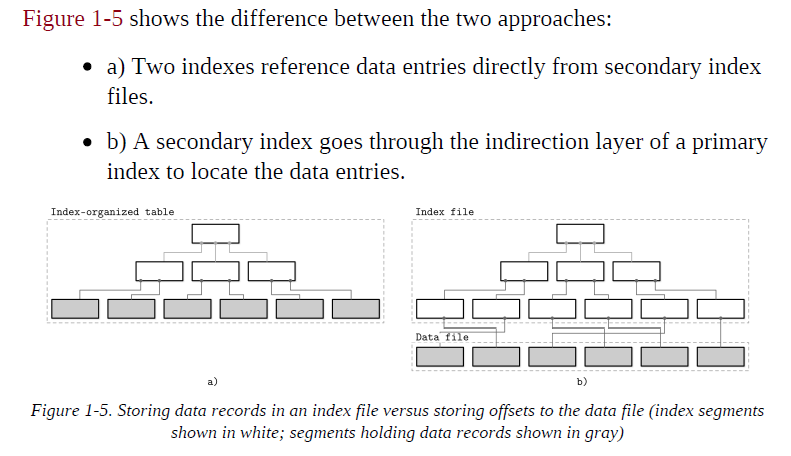 Figure 1-5 shows the difference between the two approaches:
• a) Two indexes reference data entries directly from secondary index
files.
• b) A secondary index goes through the indirection layer of a primary
index to locate the data entries.
Index-organized table
Index file
Data file
a)
b)
Figure 1-5. Storing data records in an index file versus storing offsets to the data file (index segments
shown in white; segments holding data records shown in gray)